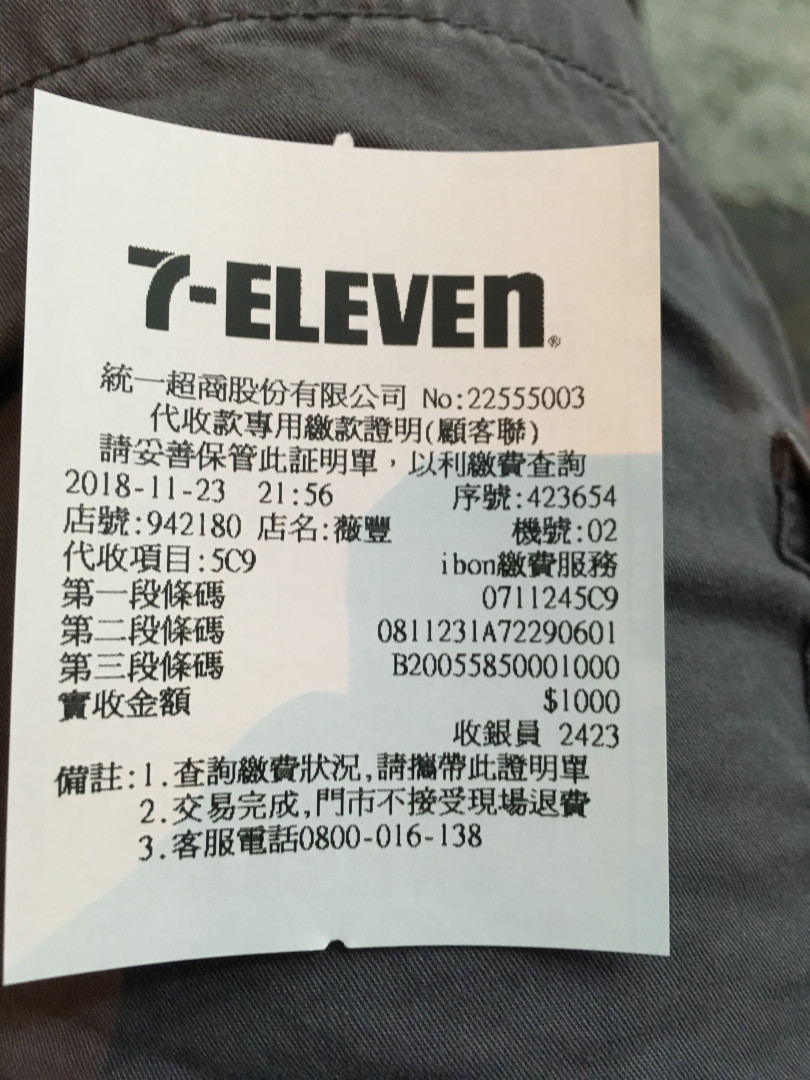 7-ELEVEN®
統一超商股份有限公司 No:22555003
代收款專用繳款證明(顧客聯)
請妥善保管此証明單，以利繳費查詢
2018-11-23 21:56 序號:423654
店號:942180 店名:薇豐 機號:02
代收項目:5C9 ibon繳費服務
第一段條碼 0711245C9
第二段條碼 0811231A72290601
第三段條碼 B20055850001000
實收金額 $1000
收銀員 2423
備註:1.查詢繳費狀況,請攜帶此證明單
2.交易完成,門市不接受現場退費
3.客服電話0800-016-138